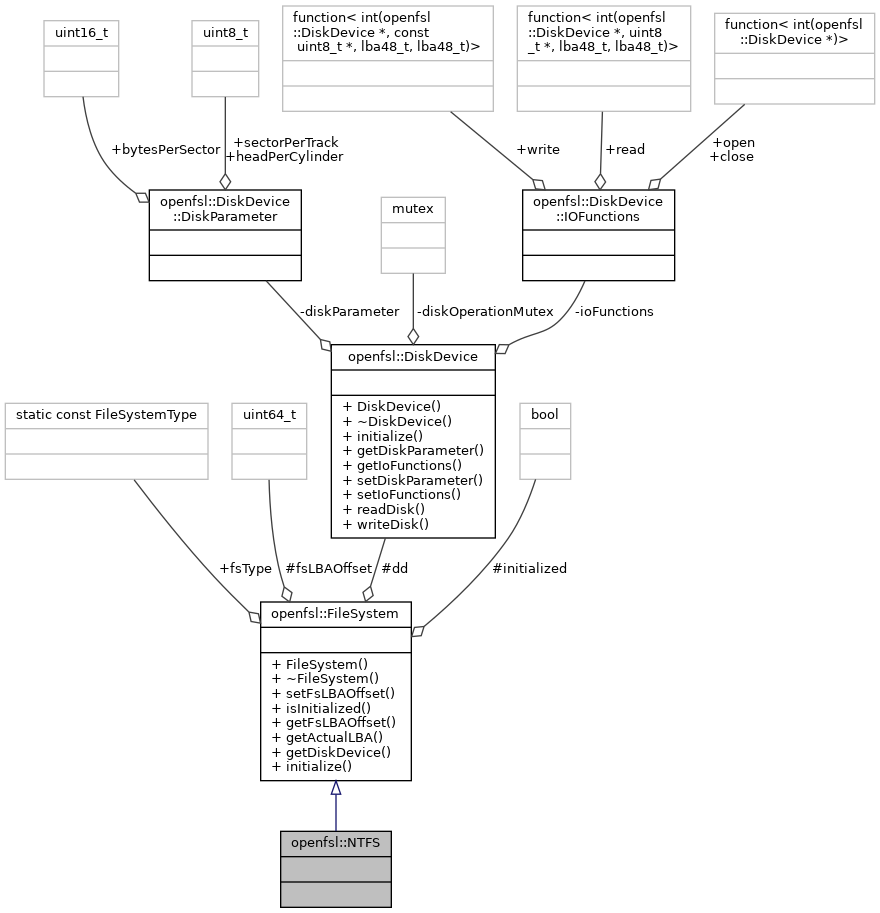 uint16_t
uint8_t
function< int(openfsl
::DiskDevice *, const
uint8_t *, lba48_t, lba48_t)>
function< int(openfsl
::DiskDevice *, uint8
_t *, lba48_t, lba48_t)>
function< int(openfsl
::DiskDevice *)>
+bytesPerSector
+sectorPerTrack
+headPerCylinder
+write
+read
+open
+close
openfsl::DiskDevice
::DiskParameter
mutex
openfsl::DiskDevice
::IOFunctions
-diskParameter
-diskOperationMutex
-ioFunctions
openfsl::DiskDevice
+ DiskDevice()
+ ~DiskDevice()
+ initialize()
+ getDiskParameter()
+ getIoFunctions()
+ setDiskParameter()
+ setIoFunctions()
+ readDisk()
+ writeDisk()
static const FileSystemType
uint64_t
bool
+fsType
#fsLBAOffset
#dd
#initialized
openfsl::FileSystem
+ FileSystem()
+ ~FileSystem()
+ setFsLBAOffset()
+ isInitialized()
+ getFsLBAOffset()
+ getActualLBA()
+ getDiskDevice()
+ initialize()
openfsl::NTFS